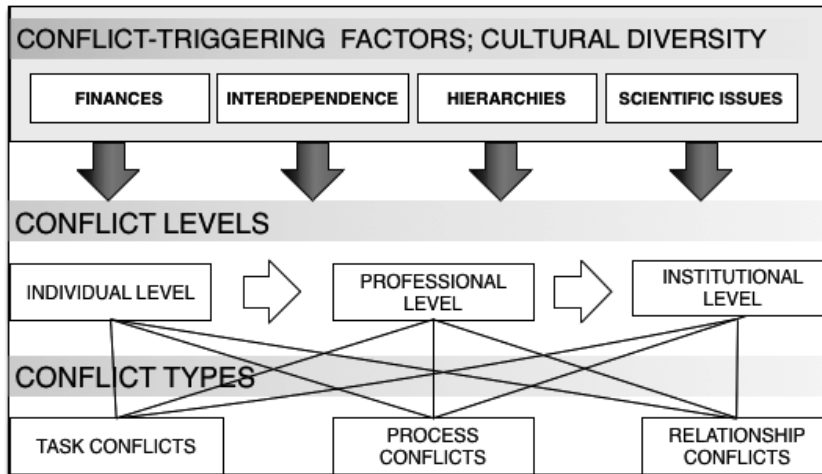 CONFLICT-TRIGGERING FACTORS; CULTURAL DIVERSITY
FINANCES
INTERDEPENDENCE
HIERARCHIES
SCIENTIFIC ISSUES
CONFLICT LEVELS
INDIVIDUAL LEVEL
PROFESSIONAL
LEVEL
INSTITUTIONAL
LEVEL
CONFLICT TYPES
TASK CONFLICTS
PROCESS
CONFLICTS
RELATIONSHIP
CONFLICTS